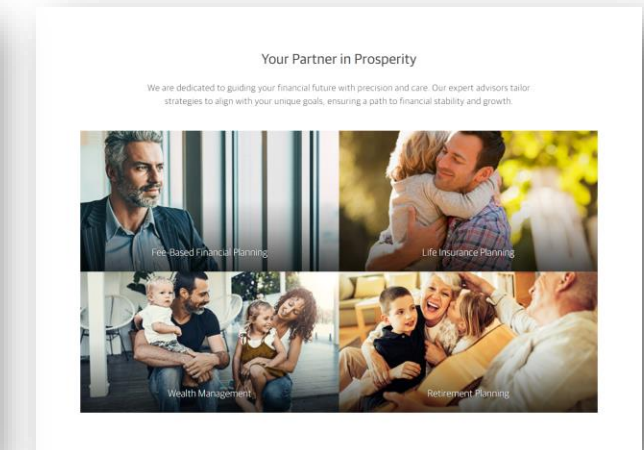 Your Partner in Prosperity
We are dedicated to guiding your financial future with precision and care. Our expert advisors tailor
strategies to align with your unique goals, ensuring a path to financial stability and growth.
Fee-Based Financial Planning
Life Insurance Planning
Wealth Management
Retirement Planning